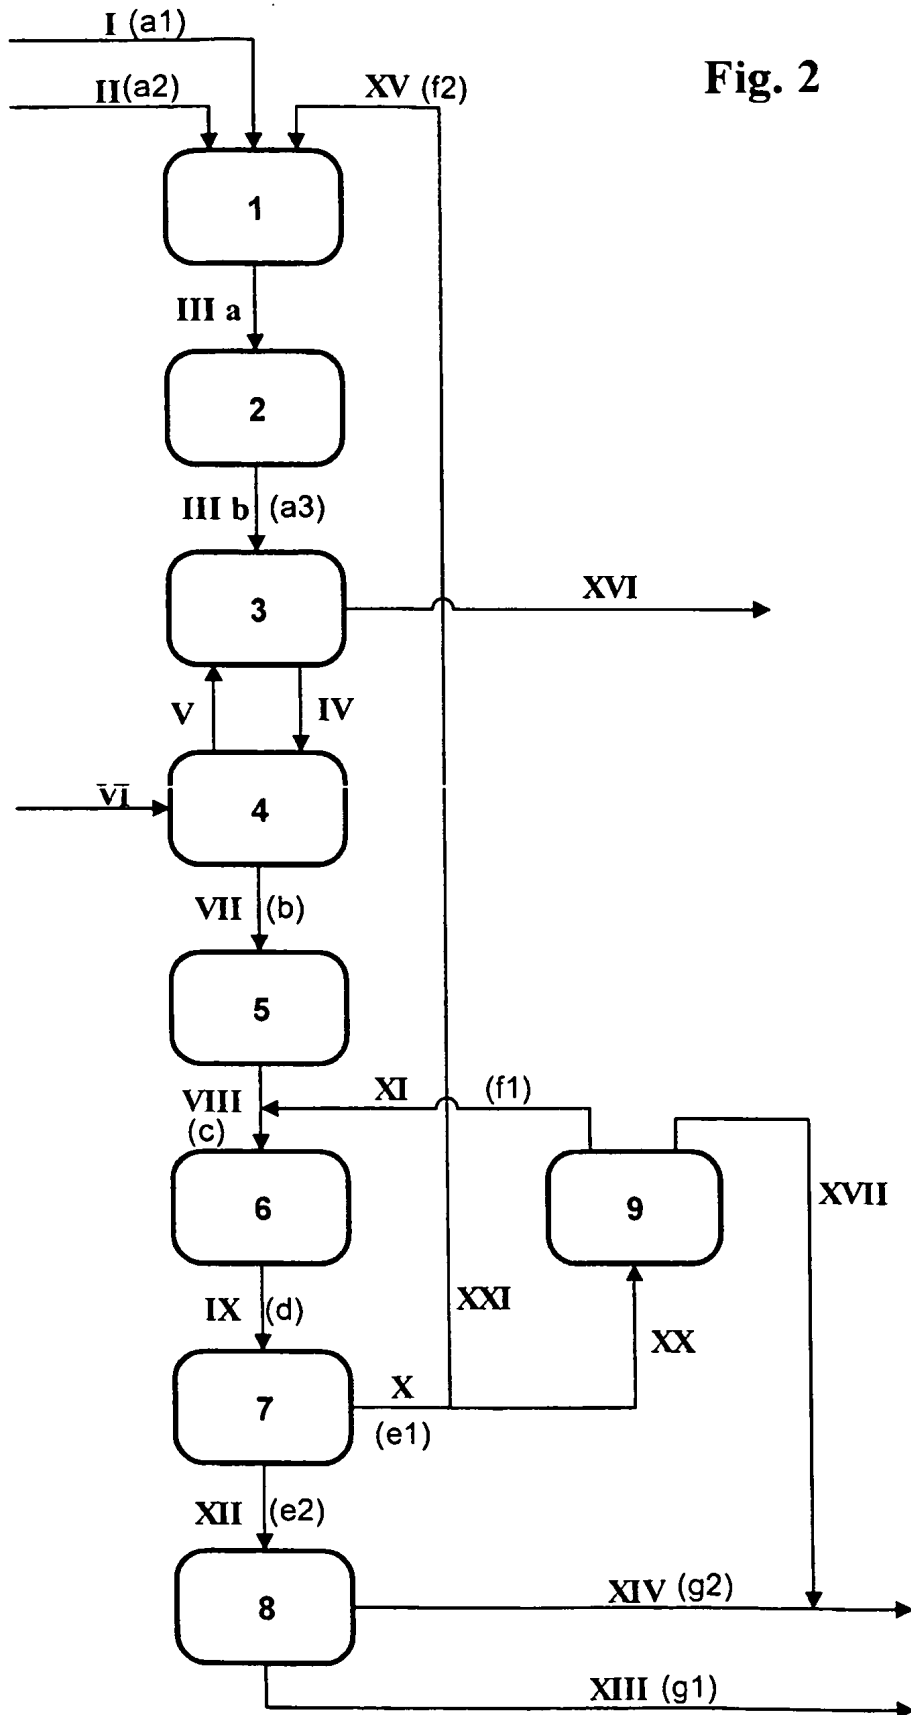 I (a1)
Fig. 2
II (a2)
XV (f2)
1
III a
2
III b (a3)
3
XVI
V
IV
VI
4
VII (b)
5
XI (f1)
VIII
(c)
6
9
XVII
IX (d)
XXI
XX
7
X
(e1)
XII (e2)
8
XIV (g2)
XIII (g1)